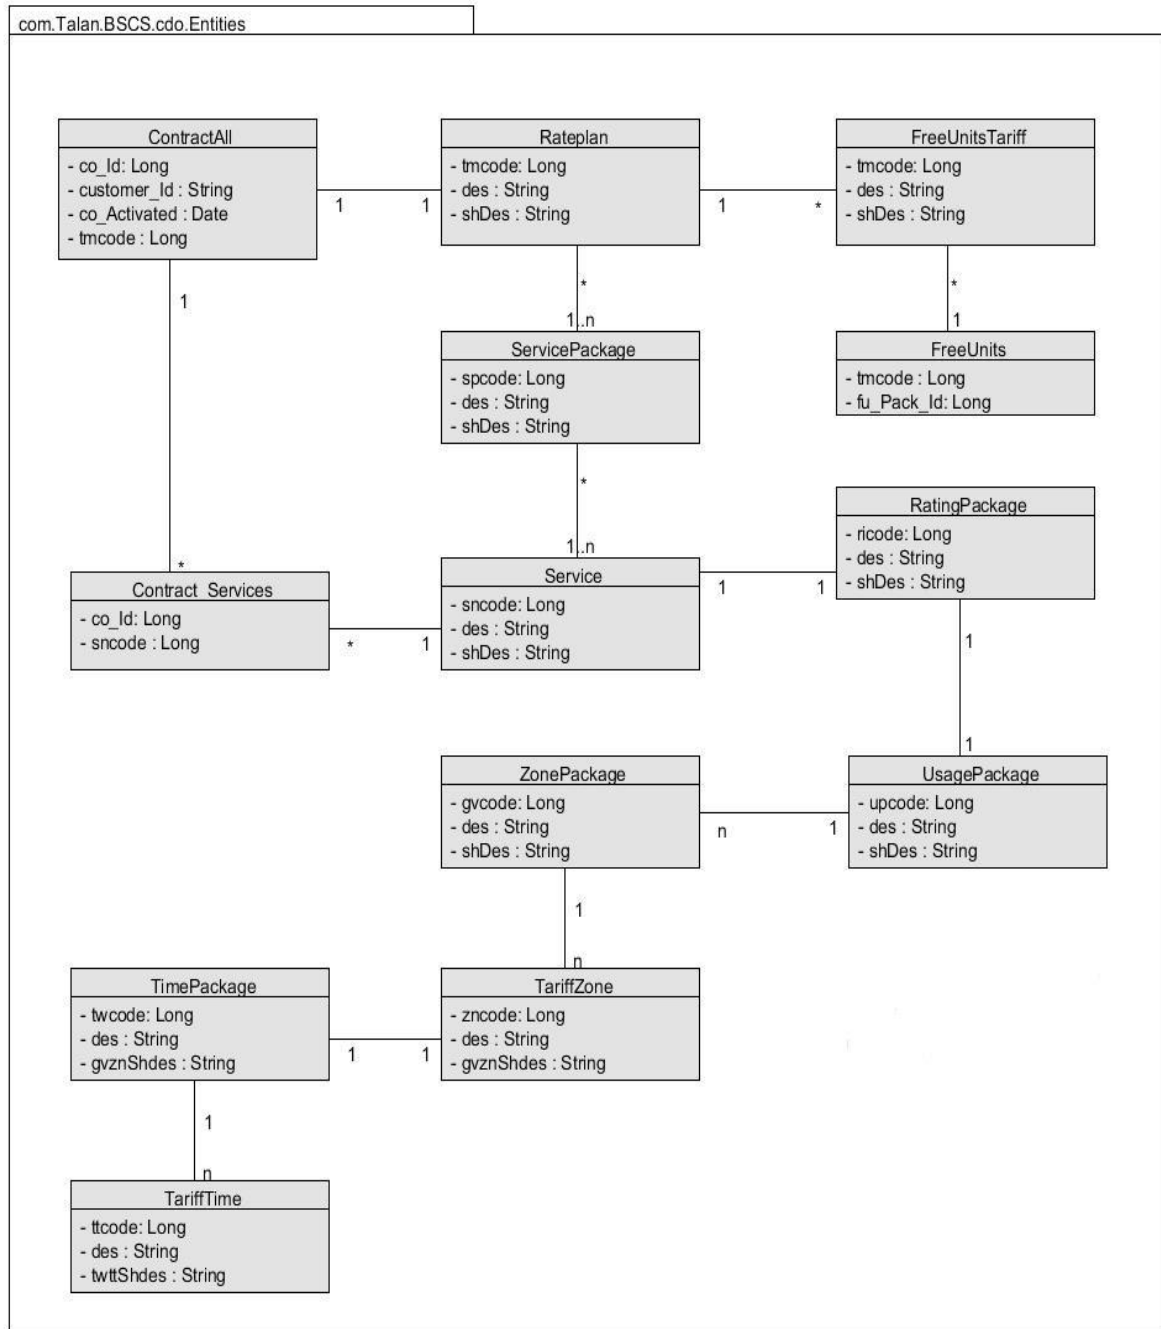 com.Talan.BSCS.cdo.Entities
ContractAll
- co_Id: Long
- customer_Id : String
- co_Activated : Date
- tmcode : Long
1
1
Rateplan
- tmcode: Long
- des : String
- shDes : String
1
*
FreeUnitsTariff
- tmcode: Long
- des : String
- shDes : String
1
*
1..n
*
1
ServicePackage
- spcode: Long
- des : String
- shDes : String
FreeUnits
- tmcode : Long
- fu_Pack_Id: Long
*
1..n
RatingPackage
- ricode: Long
- des : String
- shDes : String
*
Contract_Services
- co_Id: Long
- sncode : Long
*
1
Service
- sncode: Long
- des : String
- shDes : String
1
1
1
1
ZonePackage
- gvcode: Long
- des : String
- shDes : String
n
1
UsagePackage
- upcode: Long
- des : String
- shDes : String
1
n
TimePackage
- twcode: Long
- des : String
- gvznShdes : String
1
1
TariffZone
- zncode: Long
- des : String
- gvznShdes : String
1
n
TariffTime
- ttcode: Long
- des : String
- twttShdes : String